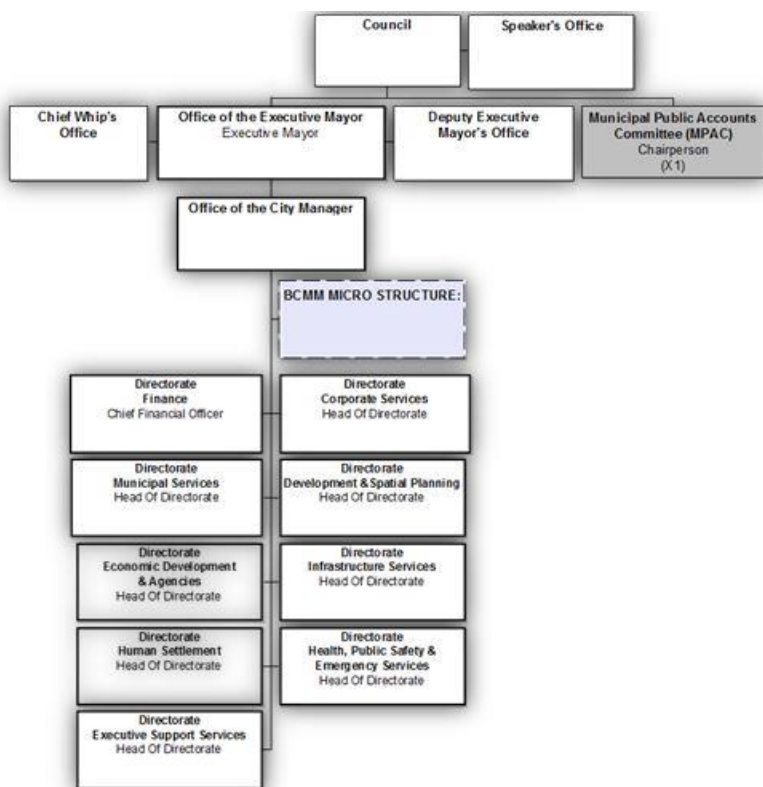 Council
Speaker's Office
Chief Whip's
Office
Office of the Executive Mayor
Executive Mayor
Deputy Executive
Mayor's Office
Municipal Public Accounts
Committee (MPAC)
Chairperson
(X1)
Office of the City Manager
BCMM MICRO STRUCTURE:
Directorate
Finance
Chief Financial Officer
Directorate
Corporate Services
Head Of Directorate
Directorate
Municipal Services
Head Of Directorate
Directorate
Development & Spatial Planning
Head Of Directorate
Directorate
Economic Development
& Agencies
Head Of Directorate
Directorate
Infrastructure Services
Head Of Directorate
Directorate
Human Settlement
Head Of Directorate
Directorate
Health, Public Safety &
Emergency Services
Head Of Directorate
Directorate
Executive Support Services
Head Of Directorate